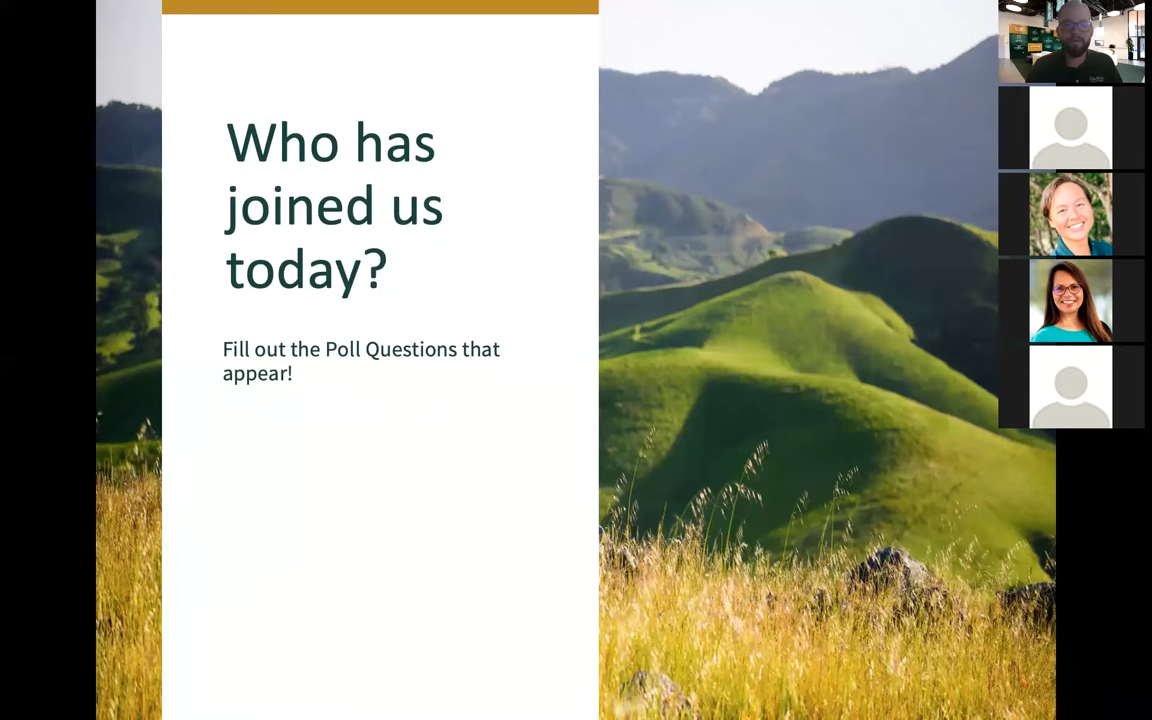 Who has
joined us
today?
Fill out the Poll Questions that
appear!